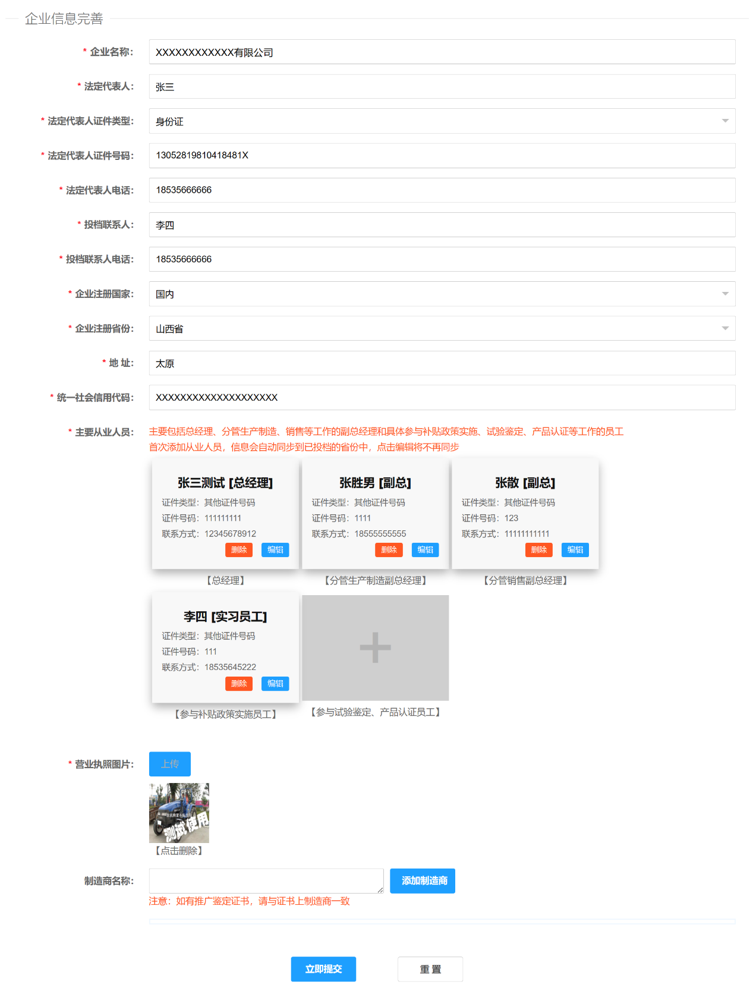 企业信息完善
* 企业名称： XXXXXXXXXXXX有限公司
* 法定代表人： 张三
* 法定代表人证件类型： 身份证
* 法定代表人证件号码： 13052819810418481X
* 法定代表人电话： 18535666666
* 投档联系人： 李四
* 投档联系人电话： 18535666666
* 企业注册国家： 国内
* 企业注册省份： 山西省
* 地 址： 太原
* 统一社会信用代码： XXXXXXXXXXXXXXXXXXXX
* 主要从业人员： 主要包括总经理、分管生产制造、销售等工作的副总经理和具体参与补贴政策实施、试验鉴定、产品认证等工作的员工
首次添加从业人员，信息会自动同步到已投档的省份中，点击编辑将不再同步
张三测试 [总经理]
证件类型：其他证件号码
证件号码：111111111
联系方式：12345678912
删除 编辑
【总经理】
张胜男 [副总]
证件类型：其他证件号码
证件号码：1111
联系方式：18555555555
删除 编辑
【分管生产制造副总经理】
张散 [副总]
证件类型：其他证件号码
证件号码：123
联系方式：11111111111
删除 编辑
【分管销售副总经理】
李四 [实习员工]
证件类型：其他证件号码
证件号码：111
联系方式：18535645222
删除 编辑
【参与补贴政策实施员工】
【参与试验鉴定、产品认证员工】
* 营业执照图片： 上传
测试使用
【点击删除】
制造商名称： 添加制造商
注意：如有推广鉴定证书，请与证书上制造商一致
立即提交 重 置